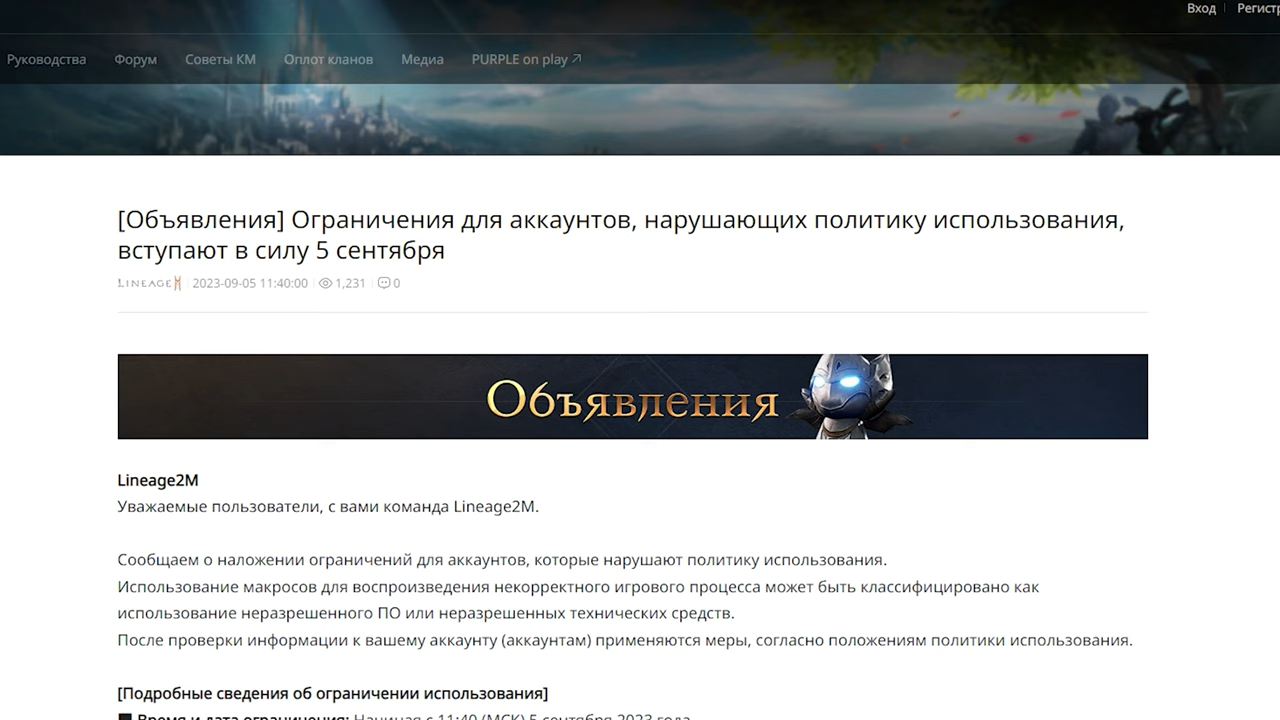 Вход
Регистр
Руководства Форум Советы КМ Оплот кланов Медиа PURPLE on play
[Объявления] Ограничения для аккаунтов, нарушающих политику использования,
вступают в силу 5 сентября
LINEAGE M 2023-09-05 11:40:00 1,231 0
Объявления
Lineage2M
Уважаемые пользователи, с вами команда Lineage2M.
Сообщаем о наложении ограничений для аккаунтов, которые нарушают политику использования.
Использование макросов для воспроизведения некорректного игрового процесса может быть классифицировано как
использование неразрешенного ПО или неразрешенных технических средств.
После проверки информации к вашему аккаунту (аккаунтам) применяются меры, согласно положениям политики использования.
[Подробные сведения об ограничении использования]
Время и дата ограничения: Начиная с 11:40 (МСК) 5 сентября 2023 года